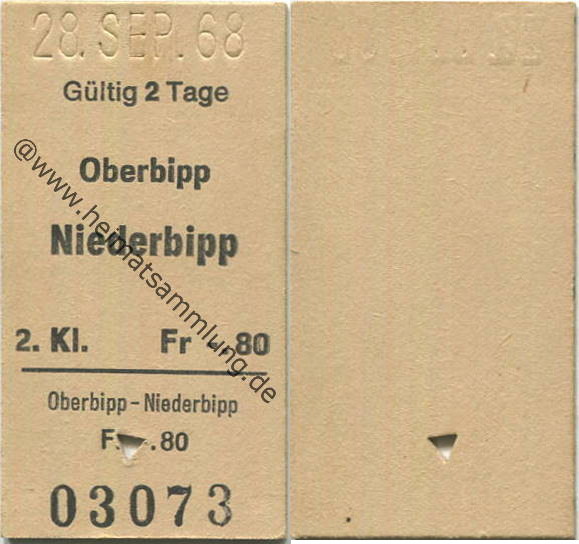 28. SEP. 68
Gültig 2 Tage
Oberbipp
Niederbipp
2. Kl. Fr -.80
Oberbipp-Niederbipp
Fr -.80
03073
@www.heimatsammlung.de